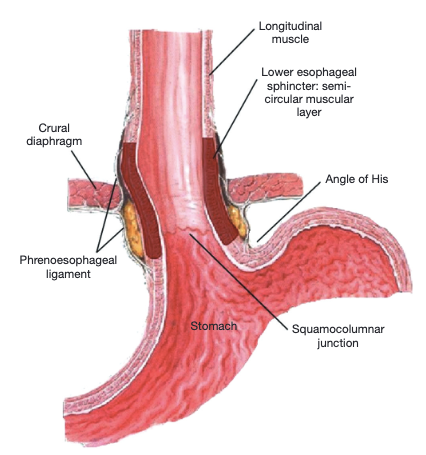 Longitudinal
muscle
Lower esophageal
sphincter: semi-
circular muscular
layer
Crural
diaphragm
Angle of His
Phrenoesophageal
ligament
Stomach
Squamocolumnar
junction